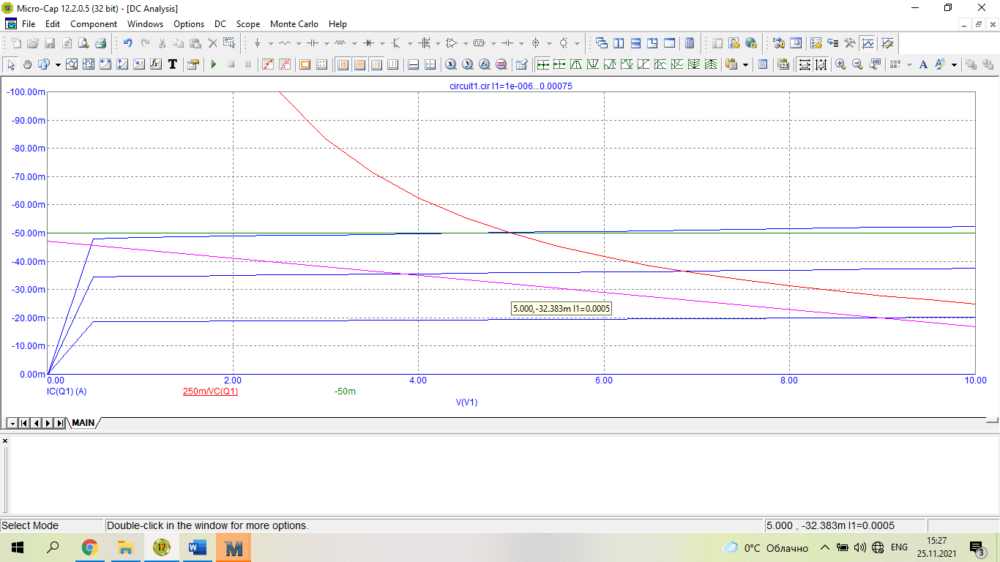 Micro-Cap 12.2.0.5 (32 bit) - [DC Analysis]
File Edit Component Windows Options DC Scope Monte Carlo Help
circuit1.cir I1=1e-006...0.00075
-100.00m
-90.00m
-80.00m
-70.00m
-60.00m
-50.00m
-40.00m
-30.00m
5.000,-32.383m I1=0.0005
-20.00m
-10.00m
0.00m
0.00 2.00 4.00 6.00 8.00 10.00
IC(Q1) (A) 250m/VC(Q1) -50m
V(V1)
MAIN
Select Mode
Double-click in the window for more options.
5.000 , -32.383m I1=0.0005
0°C Облачно
ENG
15:27
25.11.2021
3